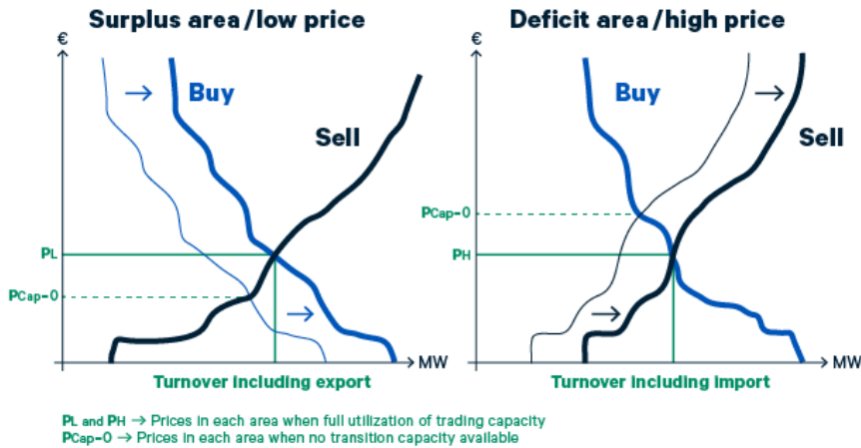 Surplus area/low price
€
Buy
Sell
PL
PCap-0
MW
Turnover including export
Deficit area/high price
€
Buy
Sell
PCap-0
PH
MW
Turnover including import
PL and PH → Prices in each area when full utilization of trading capacity
PCap-0 → Prices in each area when no transition capacity available